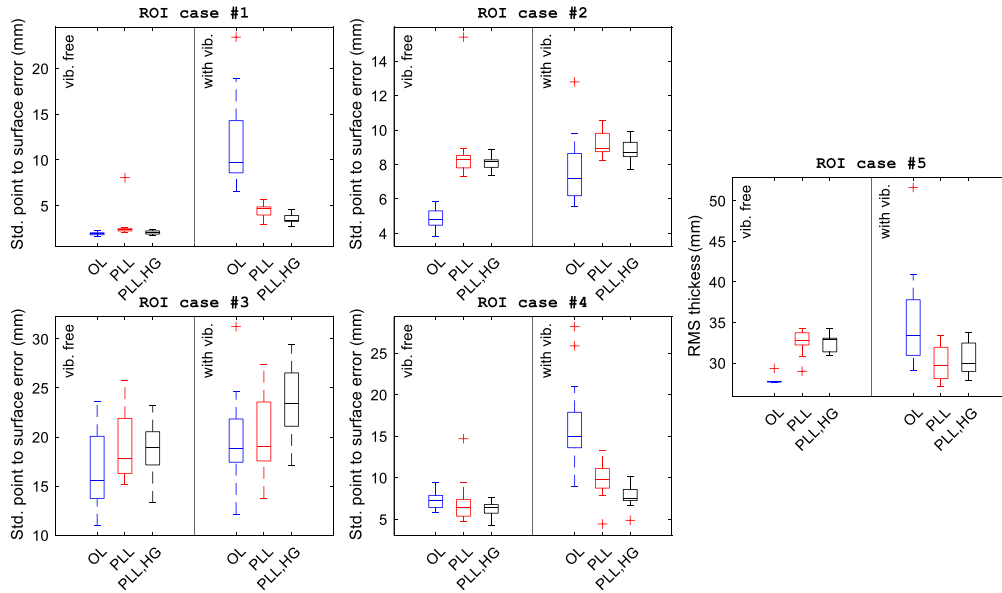 ROI case #1
Std. point to surface error (mm)
20
15
10
5
vib. free
with vib.
OL
PLL
PLL,HG
OL
PLL
PLL,HG
ROI case #2
Std. point to surface error (mm)
14
12
10
8
6
4
vib. free
with vib.
OL
PLL
PLL,HG
OL
PLL
PLL,HG
ROI case #3
Std. point to surface error (mm)
30
25
20
15
10
vib. free
with vib.
OL
PLL
PLL,HG
OL
PLL
PLL,HG
ROI case #4
Std. point to surface error (mm)
25
20
15
10
5
vib. free
with vib.
OL
PLL
PLL,HG
OL
PLL
PLL,HG
ROI case #5
RMS thickess (mm)
50
45
40
35
30
vib. free
with vib.
OL
PLL
PLL,HG
OL
PLL
PLL,HG